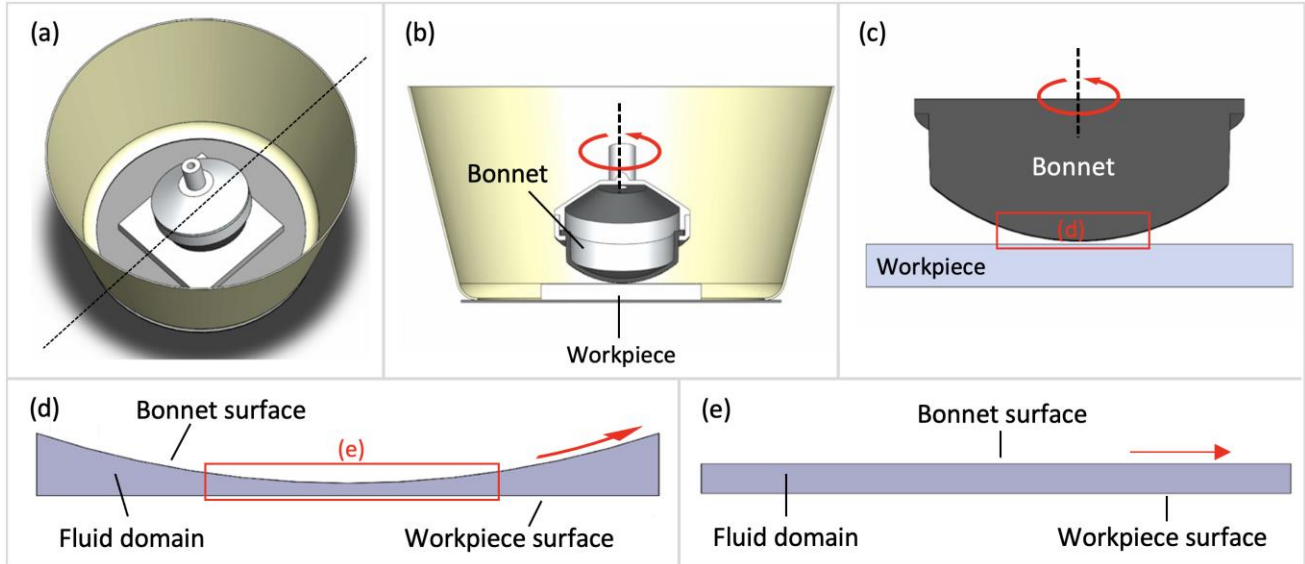 (a)
(b)
Bonnet
Workpiece
(c)
Bonnet
(d)
Workpiece
(d)
Bonnet surface
(e)
Fluid domain
Workpiece surface
(e)
Bonnet surface
Fluid domain
Workpiece surface